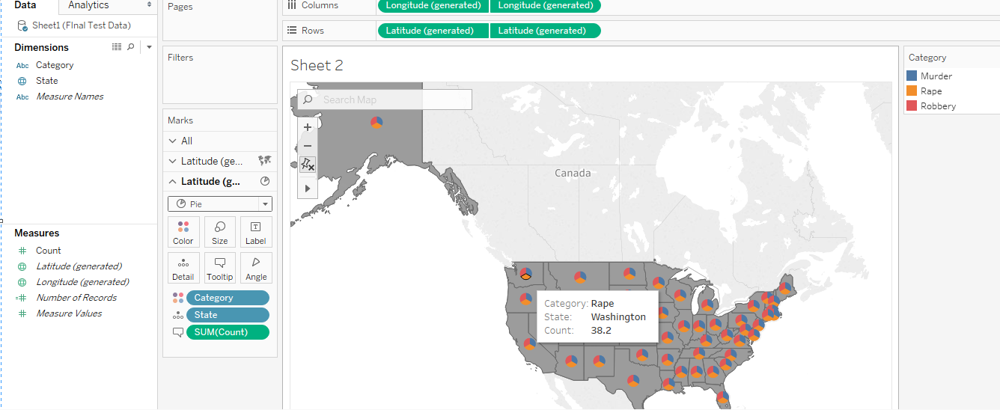 Data
Analytics
Sheet1 (FInal Test Data)
Dimensions
Abc Category
State
Abc Measure Names
Measures
Count
Latitude (generated)
Longitude (generated)
Number of Records
Measure Values
Pages
Filters
Marks
All
Latitude (ge...
Latitude (g...
Pie
Color Size Label
Detail Tooltip Angle
Category
State
SUM(Count)
Columns Longitude (generated) Longitude (generated)
Rows Latitude (generated) Latitude (generated)
Sheet 2
Search Map
Canada
Category: Rape
State: Washington
Count: 38.2
Category
Murder
Rape
Robbery